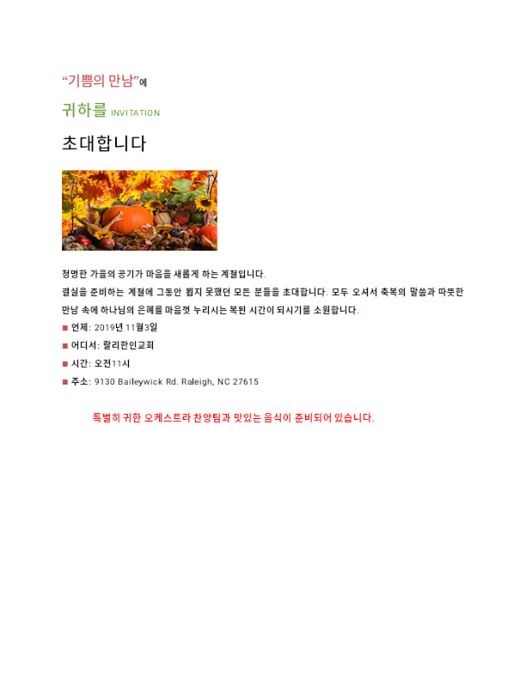 “기쁨의 만남”에
귀하를 INVITATION
초대합니다
청명한 가을의 공기가 마음을 새롭게 하는 계절입니다.
결실을 준비하는 계절에 그동안 뵙지 못했던 모든 분들을 초대합니다. 모두 오셔서 축복의 말씀과 따뜻한
만남 속에 하나님의 은혜를 마음껏 누리시는 복된 시간이 되시기를 소원합니다.
■ 언제: 2019년 11월3일
■ 어디서: 랄리한인교회
■ 시간: 오전11시
■ 주소: 9130 Baileywick Rd. Raleigh, NC 27615
특별히 귀한 오케스트라 찬양팀과 맛있는 음식이 준비되어 있습니다.